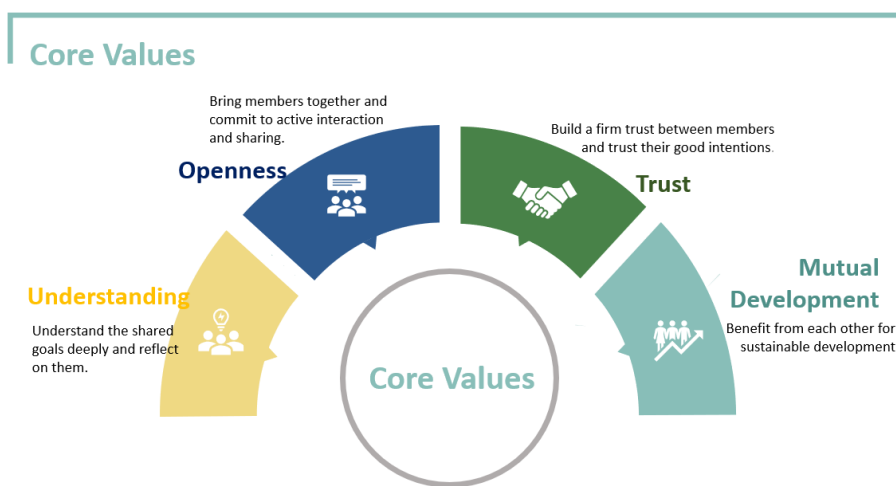 Core Values
Bring members together and
commit to active interaction
and sharing.
Openness
Build a firm trust between members
and trust their good intentions.
Trust
Understanding
Understand the shared
goals deeply and reflect
on them.
Mutual
Development
Benefit from each other for
sustainable development
Core Values